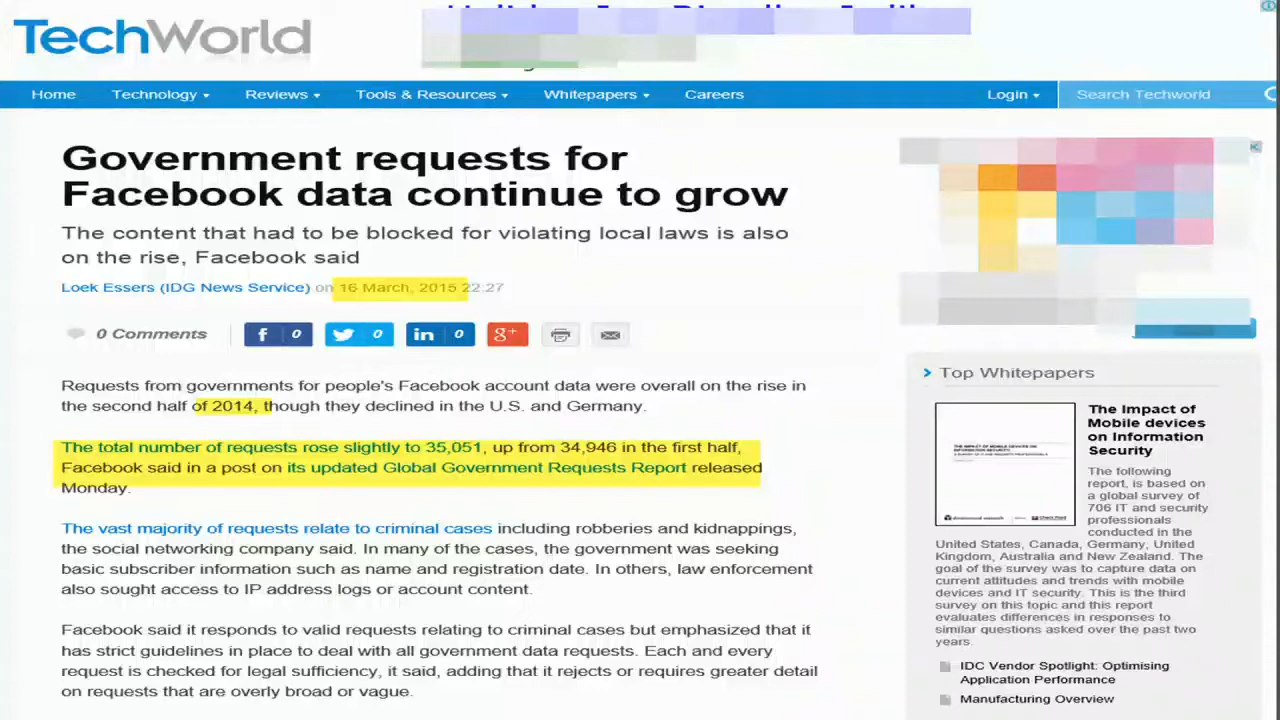 TechWorld
Home Technology Reviews Tools & Resources Whitepapers Careers Login Search Techworld
Government requests for
Facebook data continue to grow
The content that had to be blocked for violating local laws is also
on the rise, Facebook said
Loek Essers (IDG News Service) on 16 March, 2015 22:27
0 Comments f 0 0 in 0 g+
Requests from governments for people's Facebook account data were overall on the rise in
the second half of 2014, though they declined in the U.S. and Germany.
The total number of requests rose slightly to 35,051, up from 34,946 in the first half,
Facebook said in a post on its updated Global Government Requests Report released
Monday.
The vast majority of requests relate to criminal cases including robberies and kidnappings,
the social networking company said. In many of the cases, the government was seeking
basic subscriber information such as name and registration date. In others, law enforcement
also sought access to IP address logs or account content.
Facebook said it responds to valid requests relating to criminal cases but emphasized that it
has strict guidelines in place to deal with all government data requests. Each and every
request is checked for legal sufficiency, it said, adding that it rejects or requires greater detail
on requests that are overly broad or vague.
Top Whitepapers
The Impact of
Mobile devices
on Information
Security
The following
report, is based on
a global survey of
706 IT and security
professionals
conducted in the
United States, Canada, Germany, United
Kingdom, Australia and New Zealand. The
goal of the survey was to capture data on
current attitudes and trends with mobile
devices and IT security. This is the third
survey on this topic and this report
evaluates differences in responses to
similar questions asked over the past two
years.
IDC Vendor Spotlight: Optimising
Application Performance
Manufacturing Overview